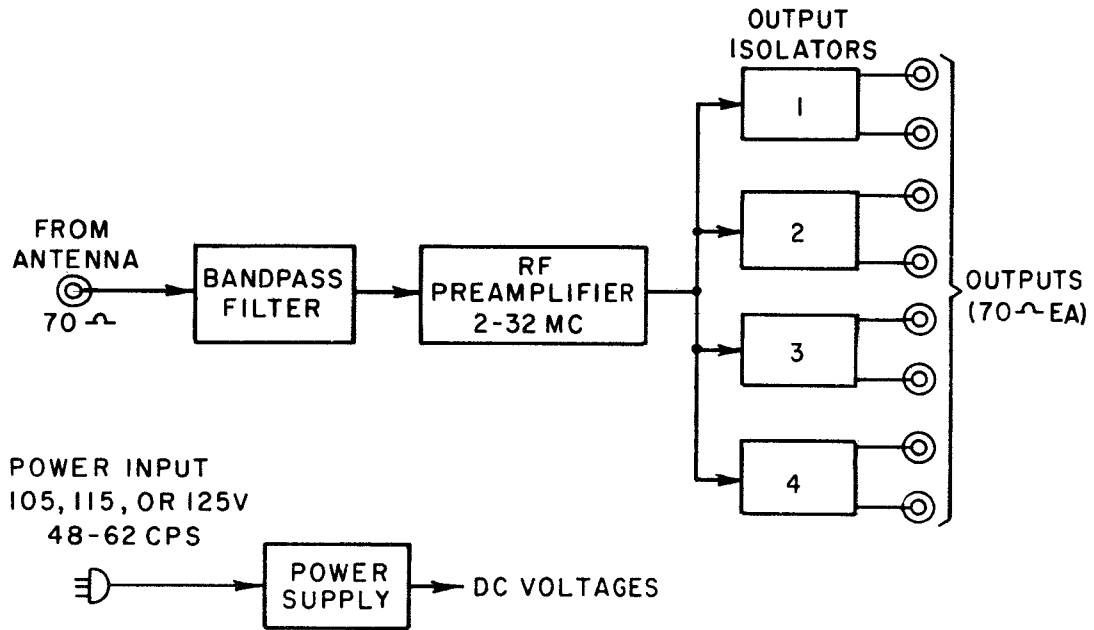 OUTPUT
ISOLATORS
1
2
3
4
FROM
ANTENNA
70 Ω
BANDPASS
FILTER
RF
PREAMPLIFIER
2-32 MC
OUTPUTS
(70 Ω EA)
POWER INPUT
105, 115, OR 125V
48-62 CPS
POWER
SUPPLY
DC VOLTAGES